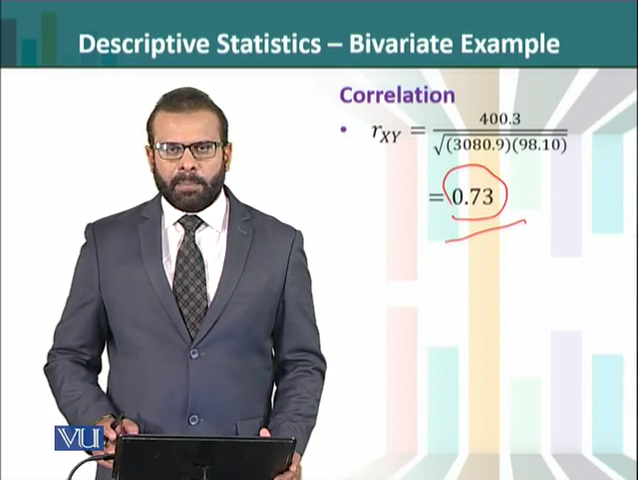 Descriptive Statistics – Bivariate Example
Correlation
• r_XY = 400.3 / √(3080.9)(98.10)
= 0.73
VU